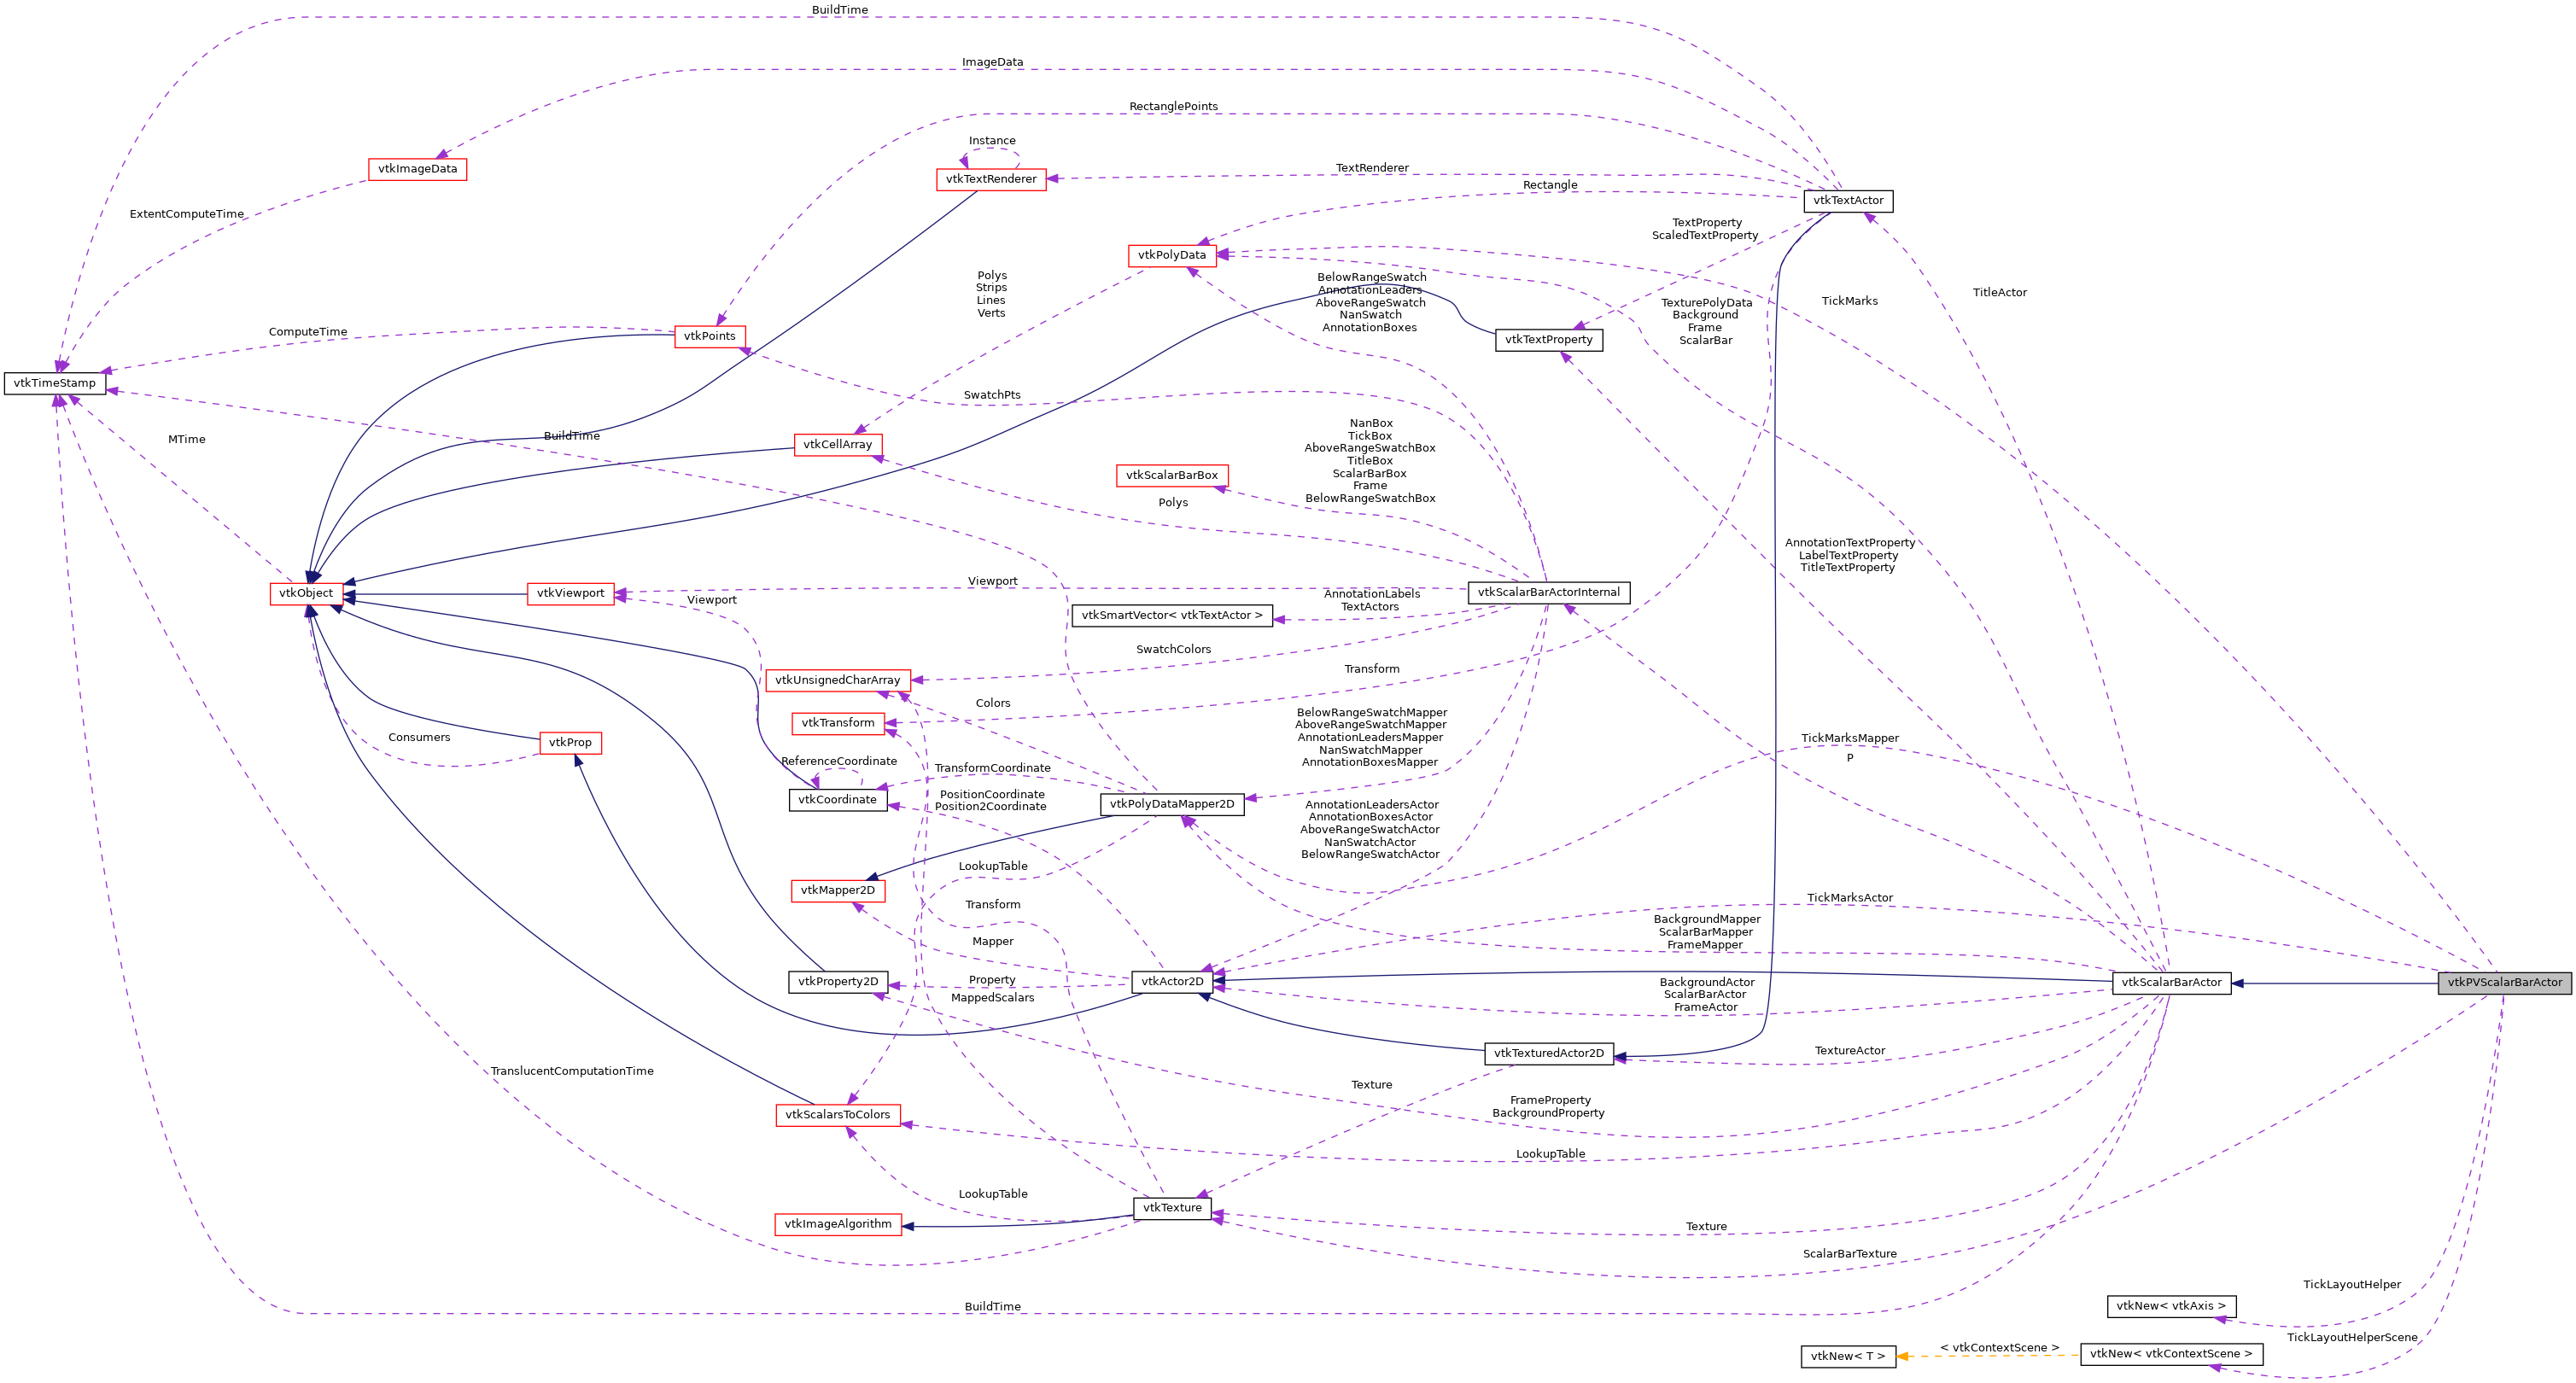 BuildTime
ImageData
RectanglePoints
Instance
vtkImageData
TextRenderer
vtkTextRenderer
Rectangle
vtkTextActor
ExtentComputeTime
TextProperty
ScaledTextProperty
vtkPolyData
Polys
Strips
Lines
Verts
BelowRangeSwatch
AnnotationLeaders
AboveRangeSwatch
NanSwatch
AnnotationBoxes
TitleActor
TickMarks
TexturePolyData
Background
Frame
ScalarBar
ComputeTime
vtkPoints
vtkTextProperty
vtkTimeStamp
SwatchPts
MTime
BuildTime
vtkCellArray
NanBox
TickBox
AboveRangeSwatchBox
TitleBox
ScalarBarBox
Frame
BelowRangeSwatchBox
vtkScalarBarBox
Polys
AnnotationTextProperty
LabelTextProperty
TitleTextProperty
vtkObject
vtkViewport
Viewport
Viewport
vtkScalarBarActorInternal
vtkSmartVector< vtkTextActor >
AnnotationLabels
TextActors
SwatchColors
vtkUnsignedCharArray
Transform
Colors
vtkTransform
BelowRangeSwatchMapper
AboveRangeSwatchMapper
AnnotationLeadersMapper
NanSwatchMapper
AnnotationBoxesMapper
TickMarksMapper
P
vtkProp
Consumers
ReferenceCoordinate
TransformCoordinate
vtkCoordinate
PositionCoordinate
Position2Coordinate
vtkPolyDataMapper2D
AnnotationLeadersActor
AnnotationBoxesActor
AboveRangeSwatchActor
NanSwatchActor
BelowRangeSwatchActor
LookupTable
vtkMapper2D
Transform
TickMarksActor
BackgroundMapper
ScalarBarMapper
FrameMapper
Mapper
vtkProperty2D
Property
MappedScalars
vtkActor2D
BackgroundActor
ScalarBarActor
FrameActor
vtkScalarBarActor
vtkPVScalarBarActor
vtkTexturedActor2D
TextureActor
TranslucentComputationTime
Texture
FrameProperty
BackgroundProperty
vtkScalarsToColors
LookupTable
LookupTable
vtkTexture
vtkImageAlgorithm
Texture
ScalarBarTexture
TickLayoutHelper
BuildTime
vtkNew< vtkAxis >
TickLayoutHelperScene
vtkNew< T >
< vtkContextScene >
vtkNew< vtkContextScene >